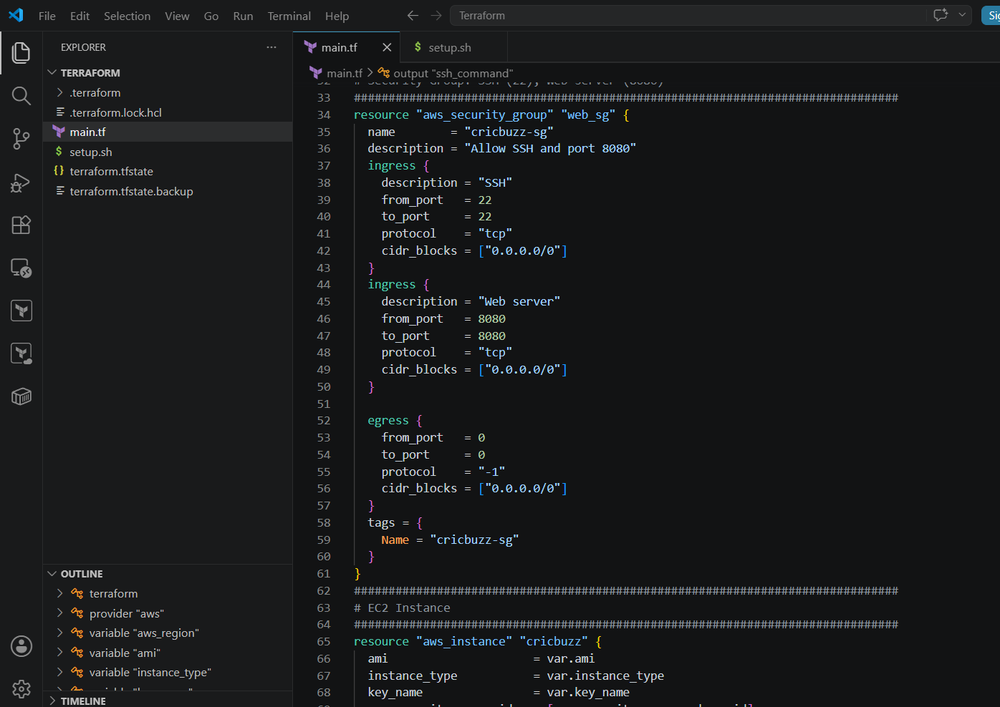 File Edit Selection View Go Run Terminal Help
Terraform
EXPLORER
TERRAFORM
.terraform
.terraform.lock.hcl
main.tf
$ setup.sh
{} terraform.tfstate
terraform.tfstate.backup
OUTLINE
terraform
provider "aws"
variable "aws_region"
variable "ami"
variable "instance_type"
TIMELINE
main.tf
$ setup.sh
main.tf > output "ssh_command"
32 # Security Group: SSH (22), Web server (8080)
33 ###############################################################################
34 resource "aws_security_group" "web_sg" {
35   name        = "cricbuzz-sg"
36   description = "Allow SSH and port 8080"
37   ingress {
38     description = "SSH"
39     from_port   = 22
40     to_port     = 22
41     protocol    = "tcp"
42     cidr_blocks = ["0.0.0.0/0"]
43   }
44   ingress {
45     description = "Web server"
46     from_port   = 8080
47     to_port     = 8080
48     protocol    = "tcp"
49     cidr_blocks = ["0.0.0.0/0"]
50   }
51
52   egress {
53     from_port   = 0
54     to_port     = 0
55     protocol    = "-1"
56     cidr_blocks = ["0.0.0.0/0"]
57   }
58   tags = {
59     Name = "cricbuzz-sg"
60   }
61 }
62 ###############################################################################
63 # EC2 Instance
64 ###############################################################################
65 resource "aws_instance" "cricbuzz" {
66   ami                     = var.ami
67   instance_type           = var.instance_type
68   key_name                = var.key_name